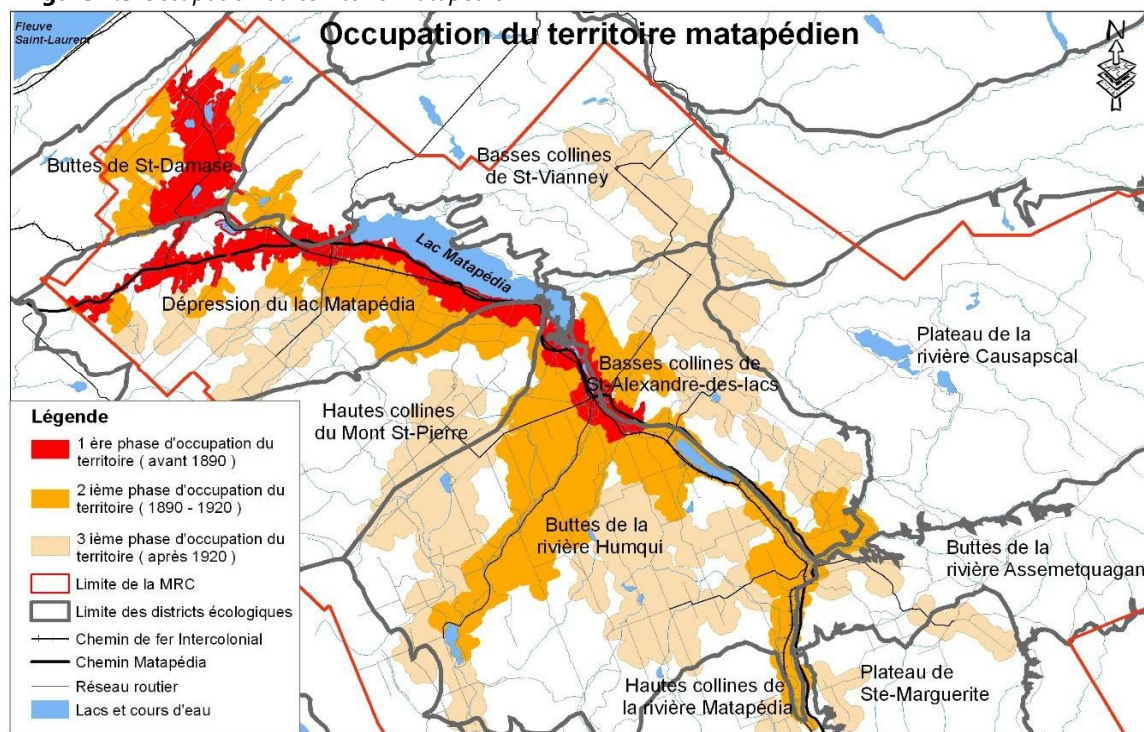 Fleuve
Saint-Laurent
Occupation du territoire matapédien
N
Buttes de St-Damase
Basses collines
de St-Vianney
Lac Matapédia
Dépression du lac Matapédia
Plateau de la
rivière Causapscal
Basses collines de
St-Alexandre-des-lacs
Hautes collines
du Mont St-Pierre
Buttes de la
rivière Humqui
Buttes de la
rivière Assemetquagan
Hautes collines de
la rivière Matapédia
Plateau de
Ste-Marguerite
Légende
1 ère phase d'occupation du
territoire ( avant 1890 )
2 ième phase d'occupation du
territoire (1890 - 1920)
3 ième phase d'occupation du
territoire ( après 1920 )
Limite de la MRC
Limite des districts écologiques
Chemin de fer Intercolonial
Chemin Matapédia
Réseau routier
Lacs et cours d'eau